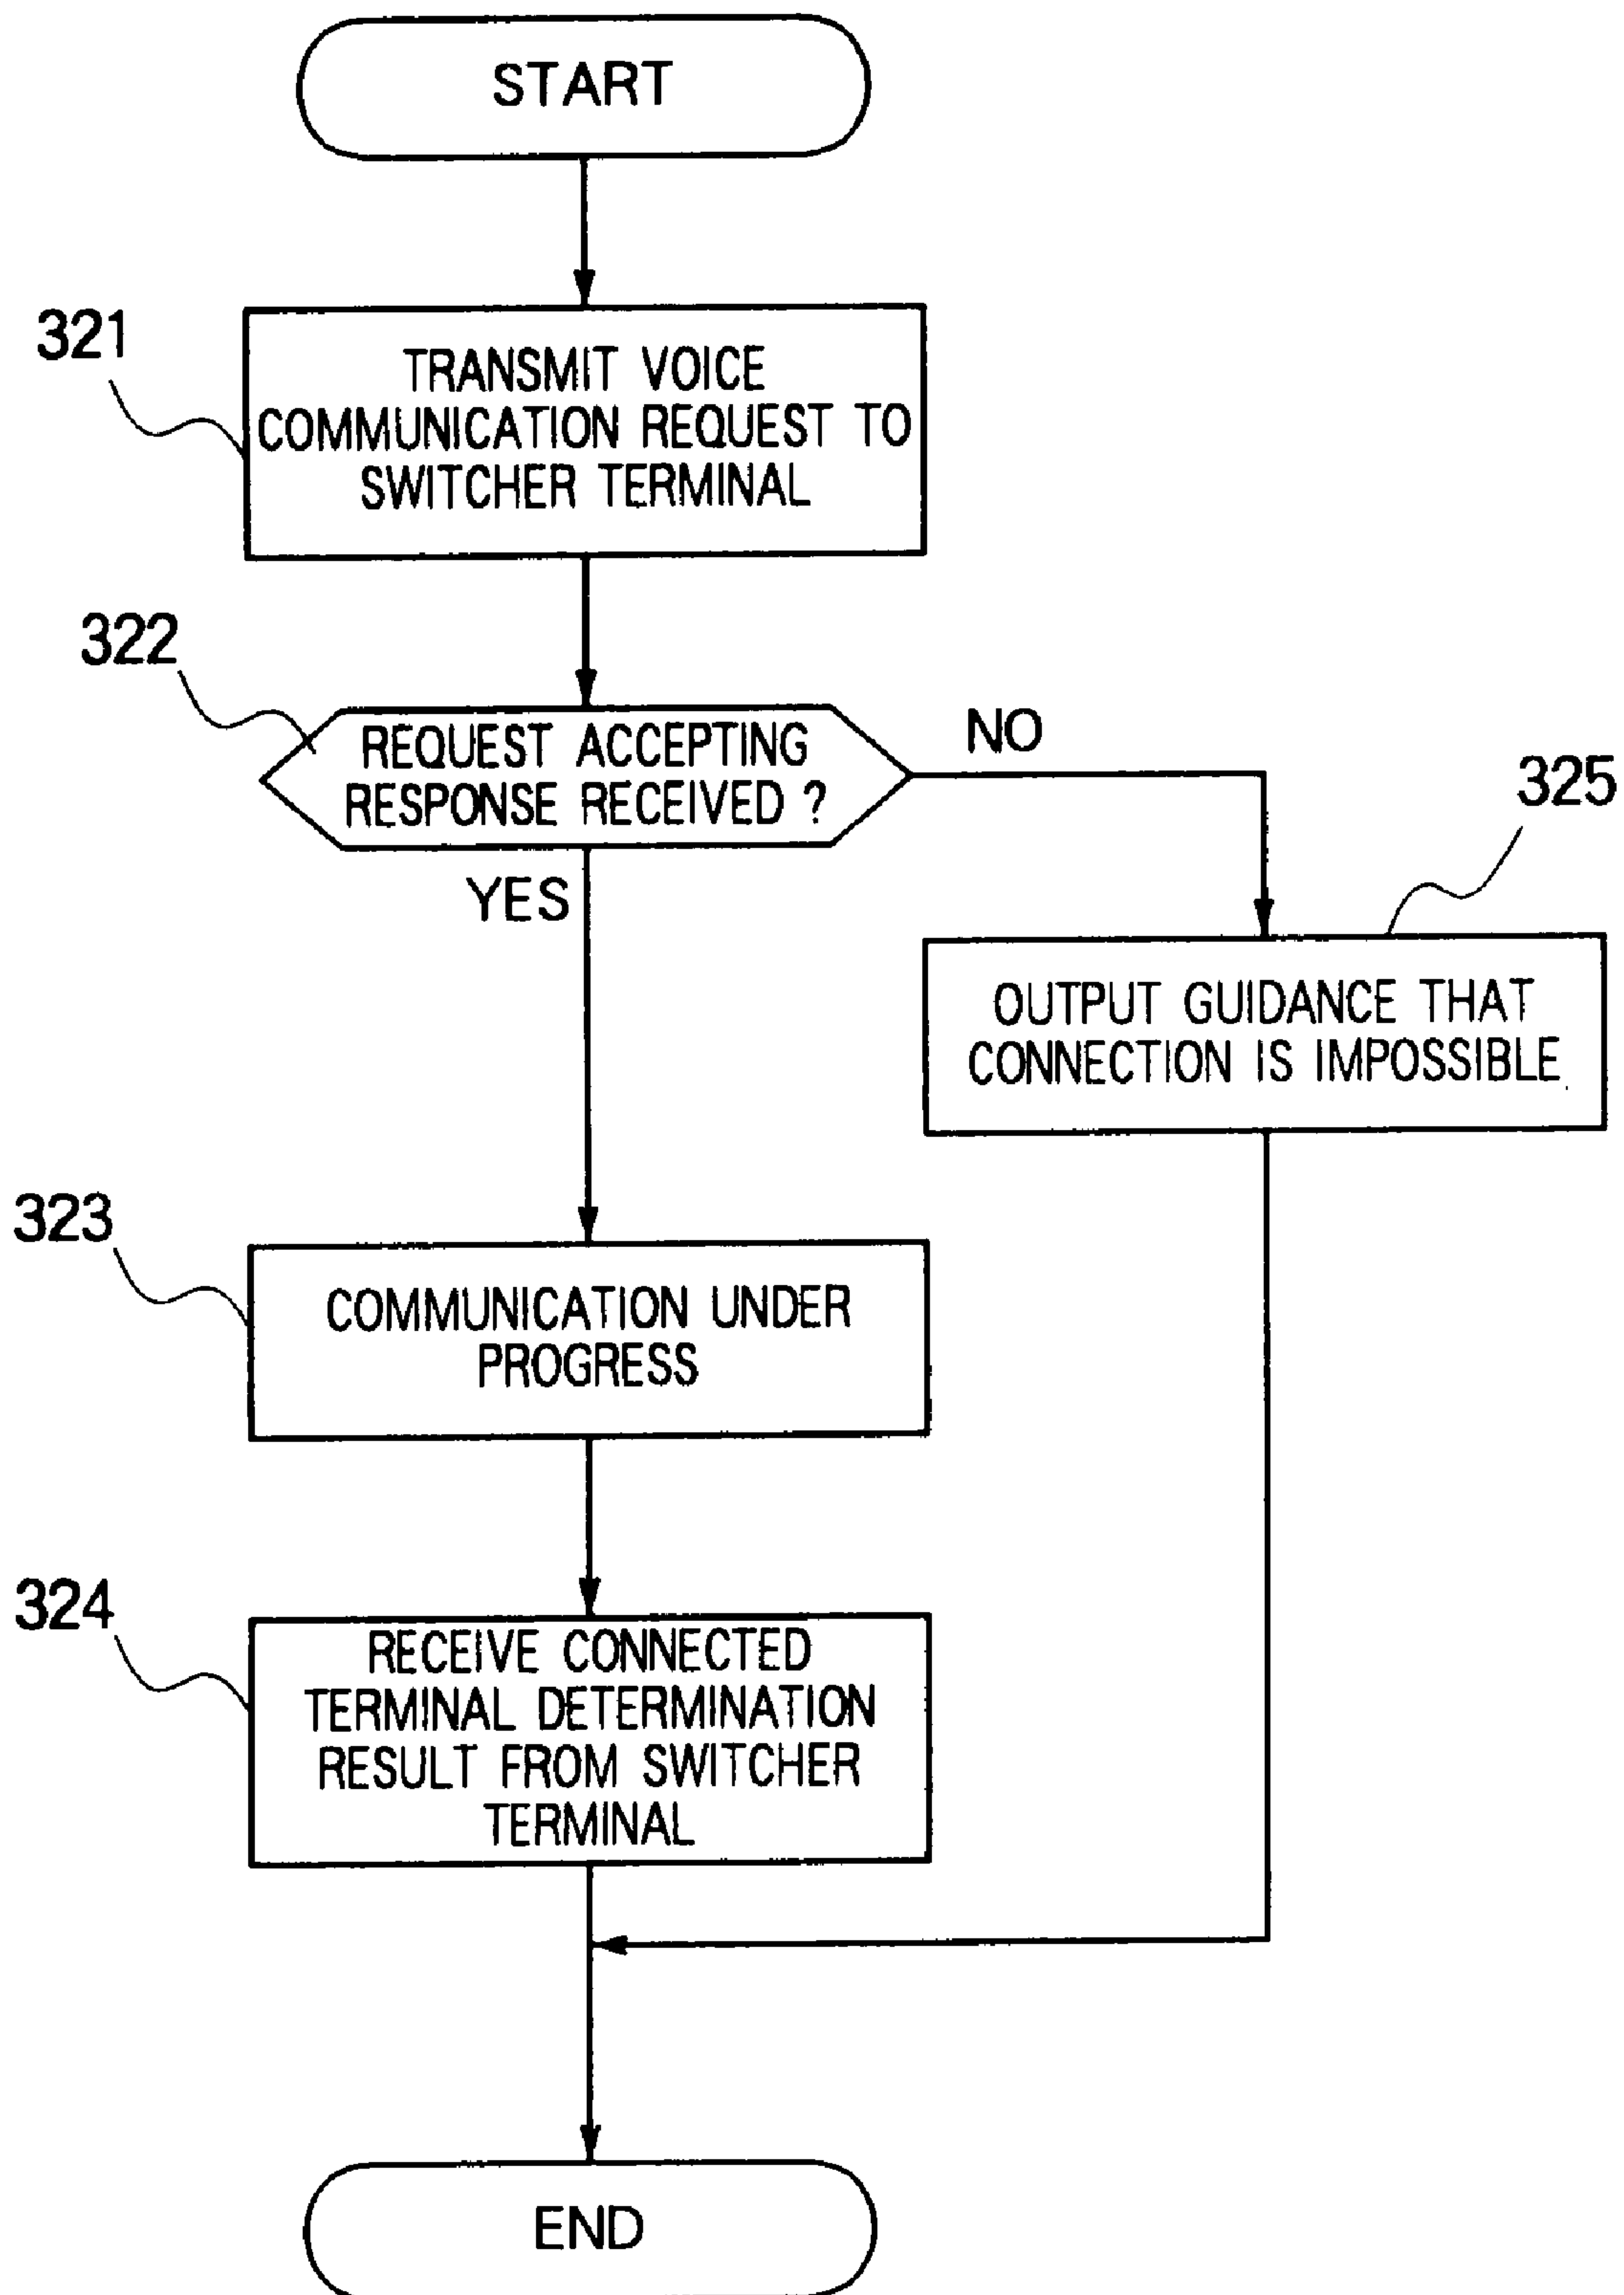 START
321
TRANSMIT VOICE
COMMUNICATION REQUEST TO
SWITCHER TERMINAL
322
REQUEST ACCEPTING
RESPONSE RECEIVED ?
NO
YES
325
OUTPUT GUIDANCE THAT
CONNECTION IS IMPOSSIBLE
323
COMMUNICATION UNDER
PROGRESS
324
RECEIVE CONNECTED
TERMINAL DETERMINATION
RESULT FROM SWITCHER
TERMINAL
END